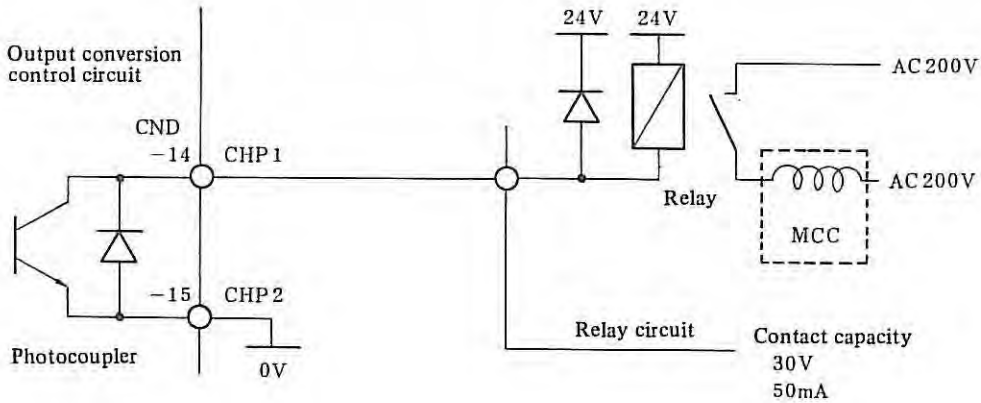 Output conversion
control circuit
CND
−14
CHP 1
−15
CHP 2
0V
Photocoupler
24V
24V
Relay
AC 200V
AC 200V
MCC
Relay circuit
Contact capacity
30V
50mA